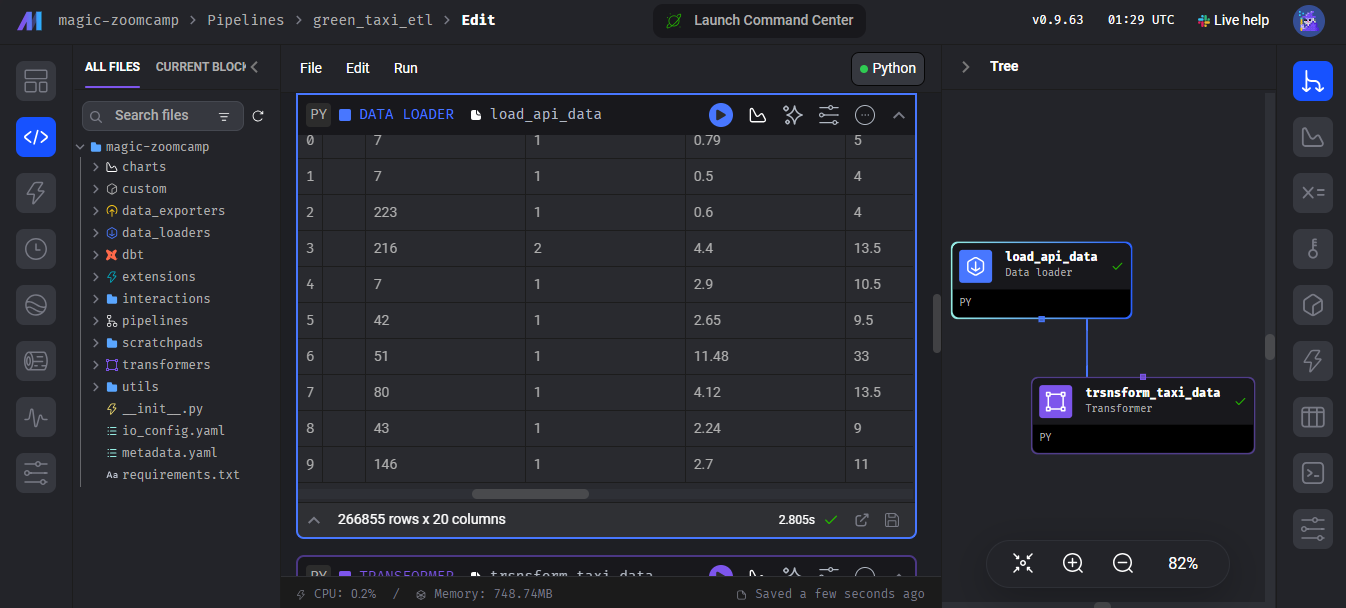 magic-zoomcamp > Pipelines > green_taxi_etl > Edit
Launch Command Center
v0.9.63 01:29 UTC Live help
ALL FILES CURRENT BLOCK
Search files
magic-zoomcamp
charts
custom
data_exporters
data_loaders
dbt
extensions
interactions
pipelines
scratchpads
transformers
utils
__init__.py
io_config.yaml
metadata.yaml
Aa requirements.txt
File Edit Run
Python
PY DATA LOADER load_api_data
0 7 1 0.79 5
1 7 1 0.5 4
2 223 1 0.6 4
3 216 2 4.4 13.5
4 7 1 2.9 10.5
5 42 1 2.65 9.5
6 51 1 11.48 33
7 80 1 4.12 13.5
8 43 1 2.24 9
9 146 1 2.7 11
266855 rows x 20 columns
2.805s
PY TRANSFORMER trsnsform_taxi_data
CPU: 0.2% / Memory: 748.74MB
Saved a few seconds ago
Tree
load_api_data
Data loader
PY
trsnsform_taxi_data
Transformer
PY
82%